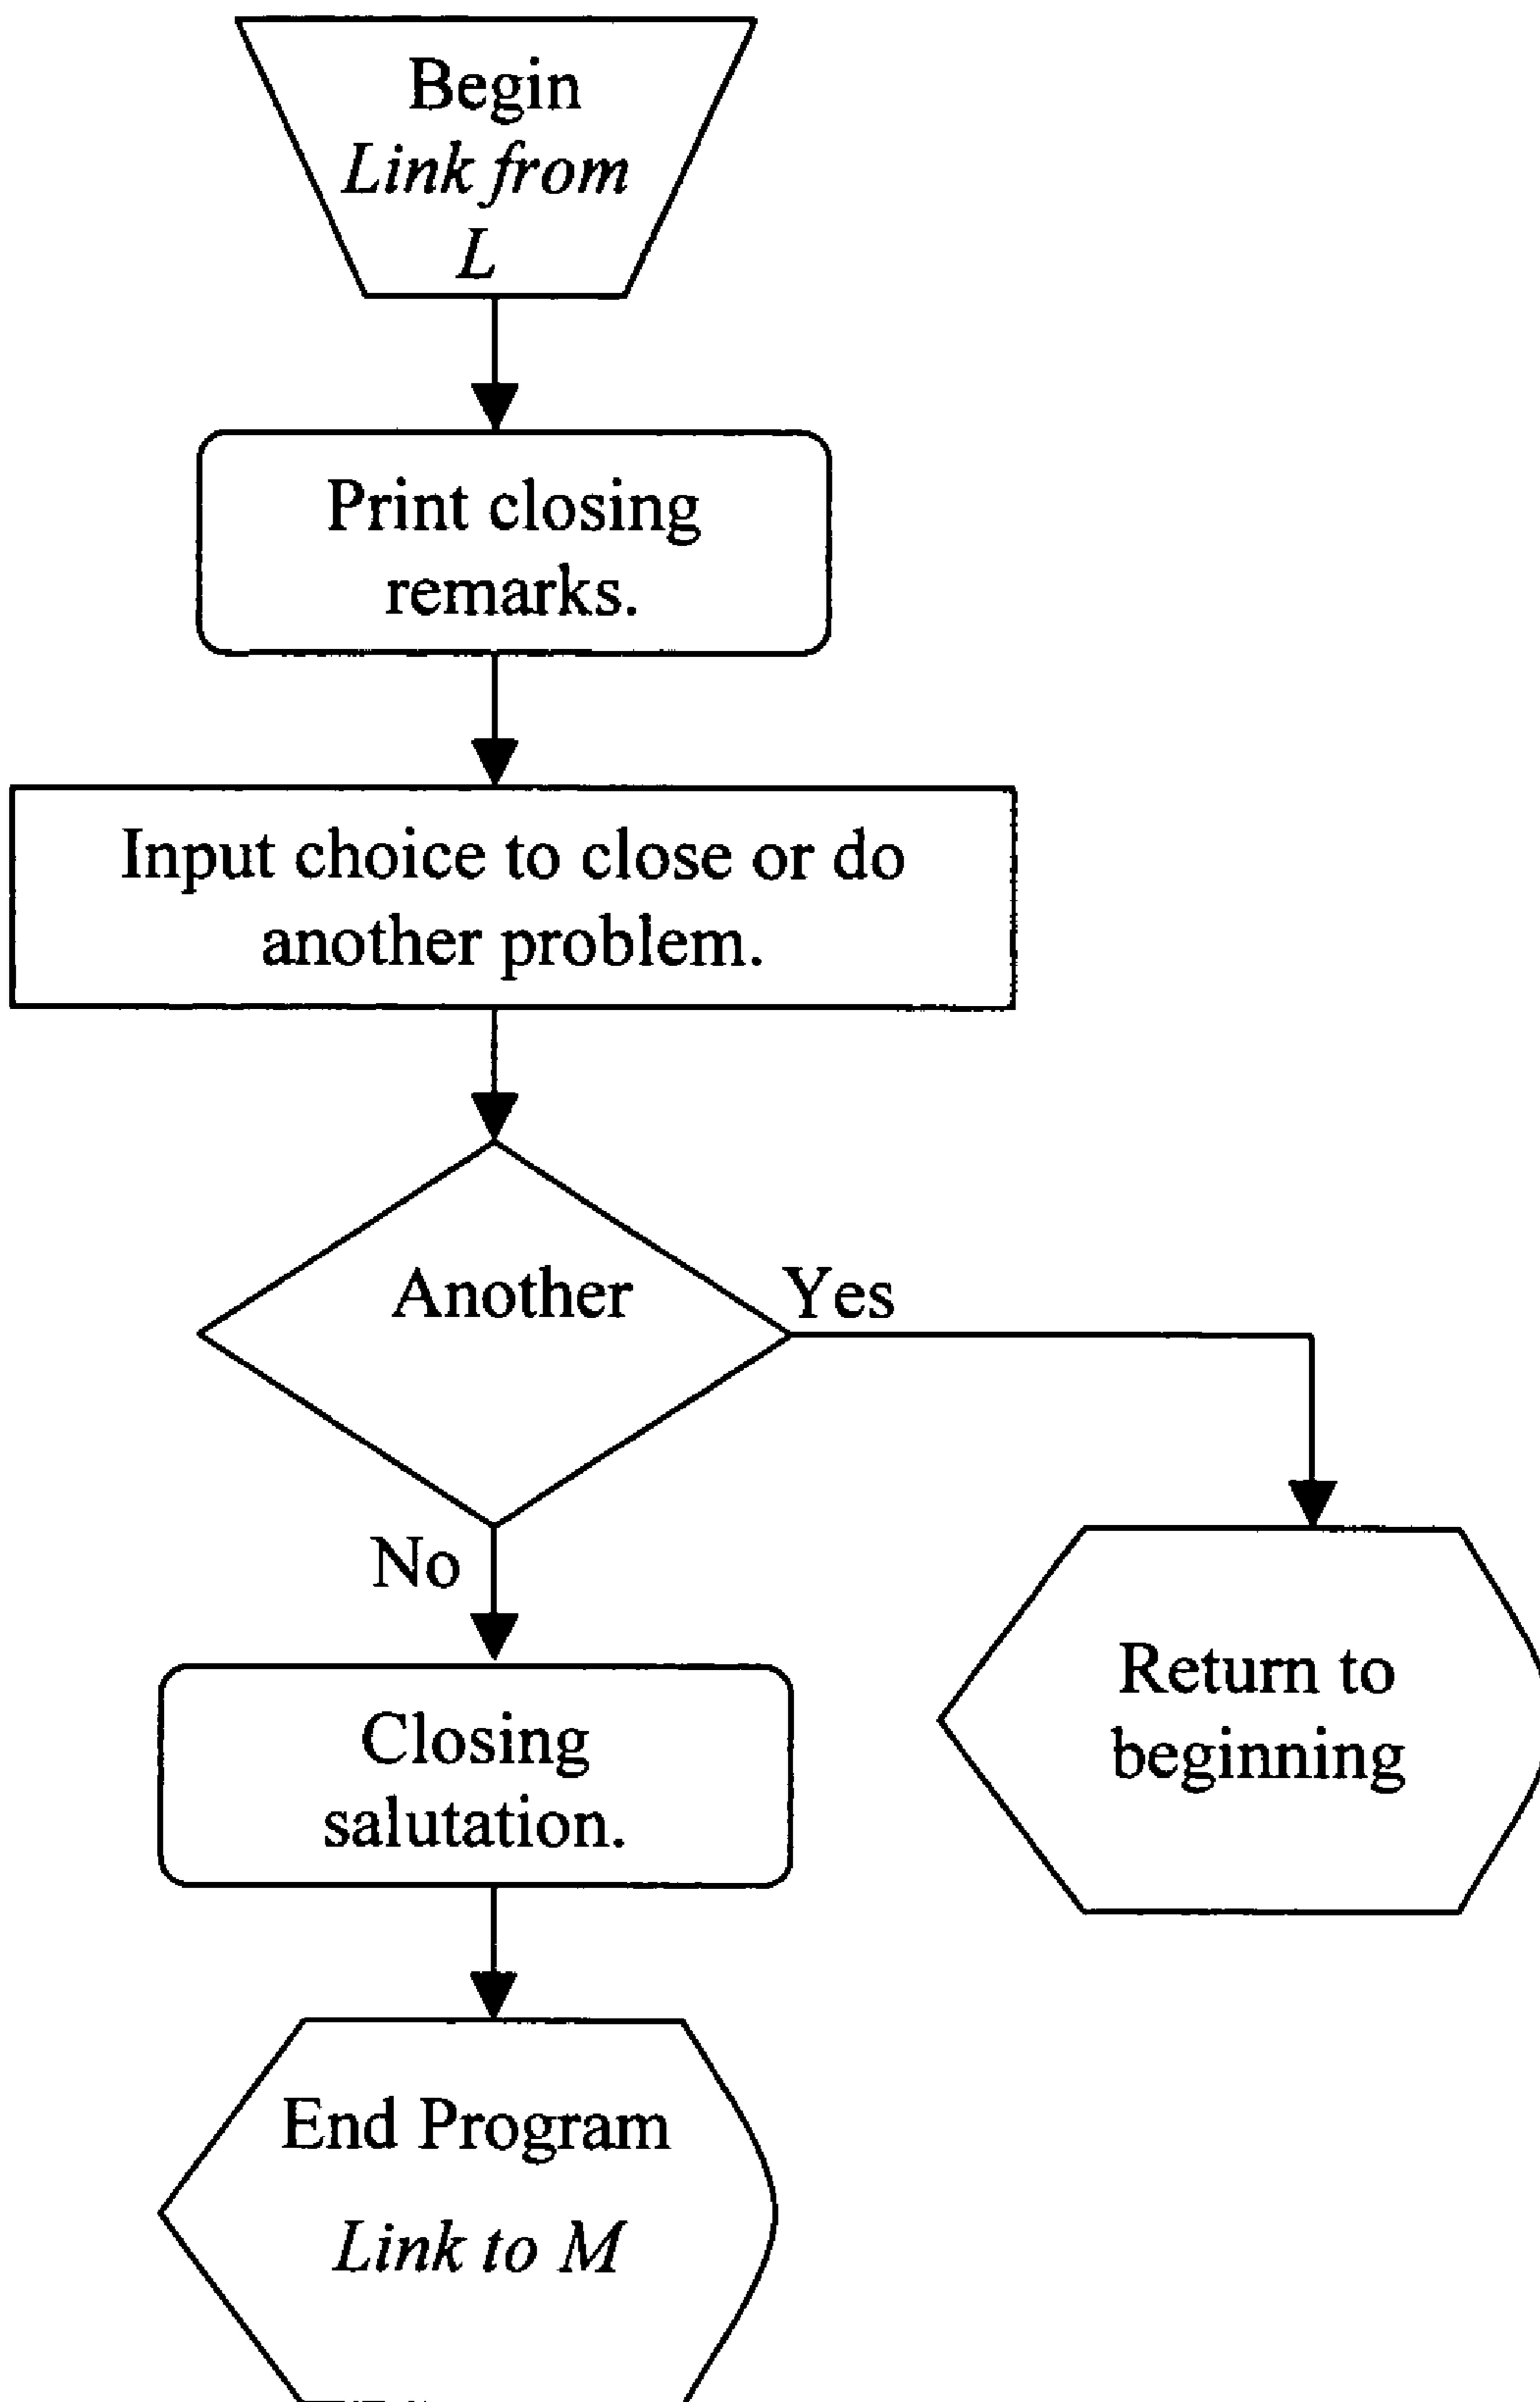 Begin
Link from
L
Print closing
remarks.
Input choice to close or do
another problem.
Another
Yes
No
Closing
salutation.
Return to
beginning
End Program
Link to M